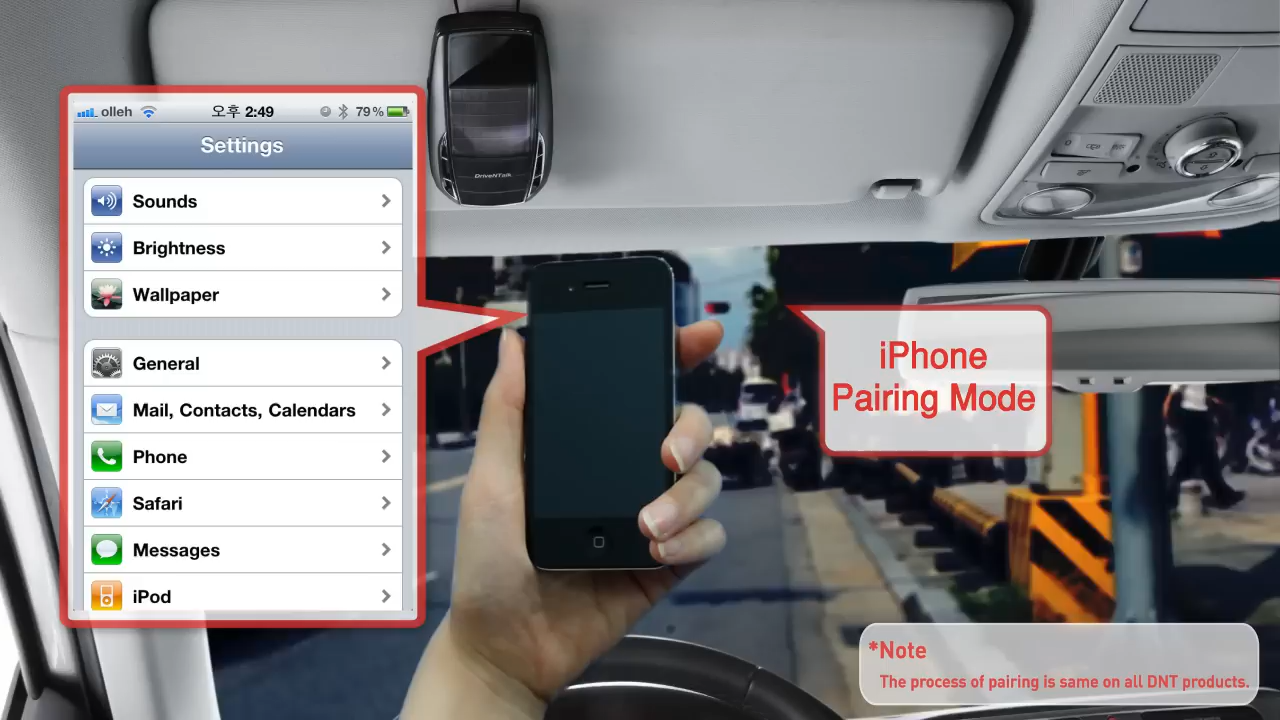 olleh 오후 2:49 79%
Settings
Sounds
Brightness
Wallpaper
General
Mail, Contacts, Calendars
Phone
Safari
Messages
iPod
DriveNTalk
iPhone
Pairing Mode
*Note
The process of pairing is same on all DNT products.